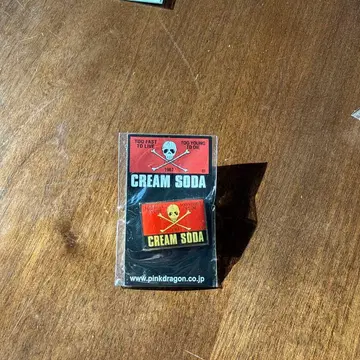 TOO FAST TOO YOUNG
TO LIVE TO DIE
CREAM SODA
CREAM SODA
www.pinkdragon.co.jp